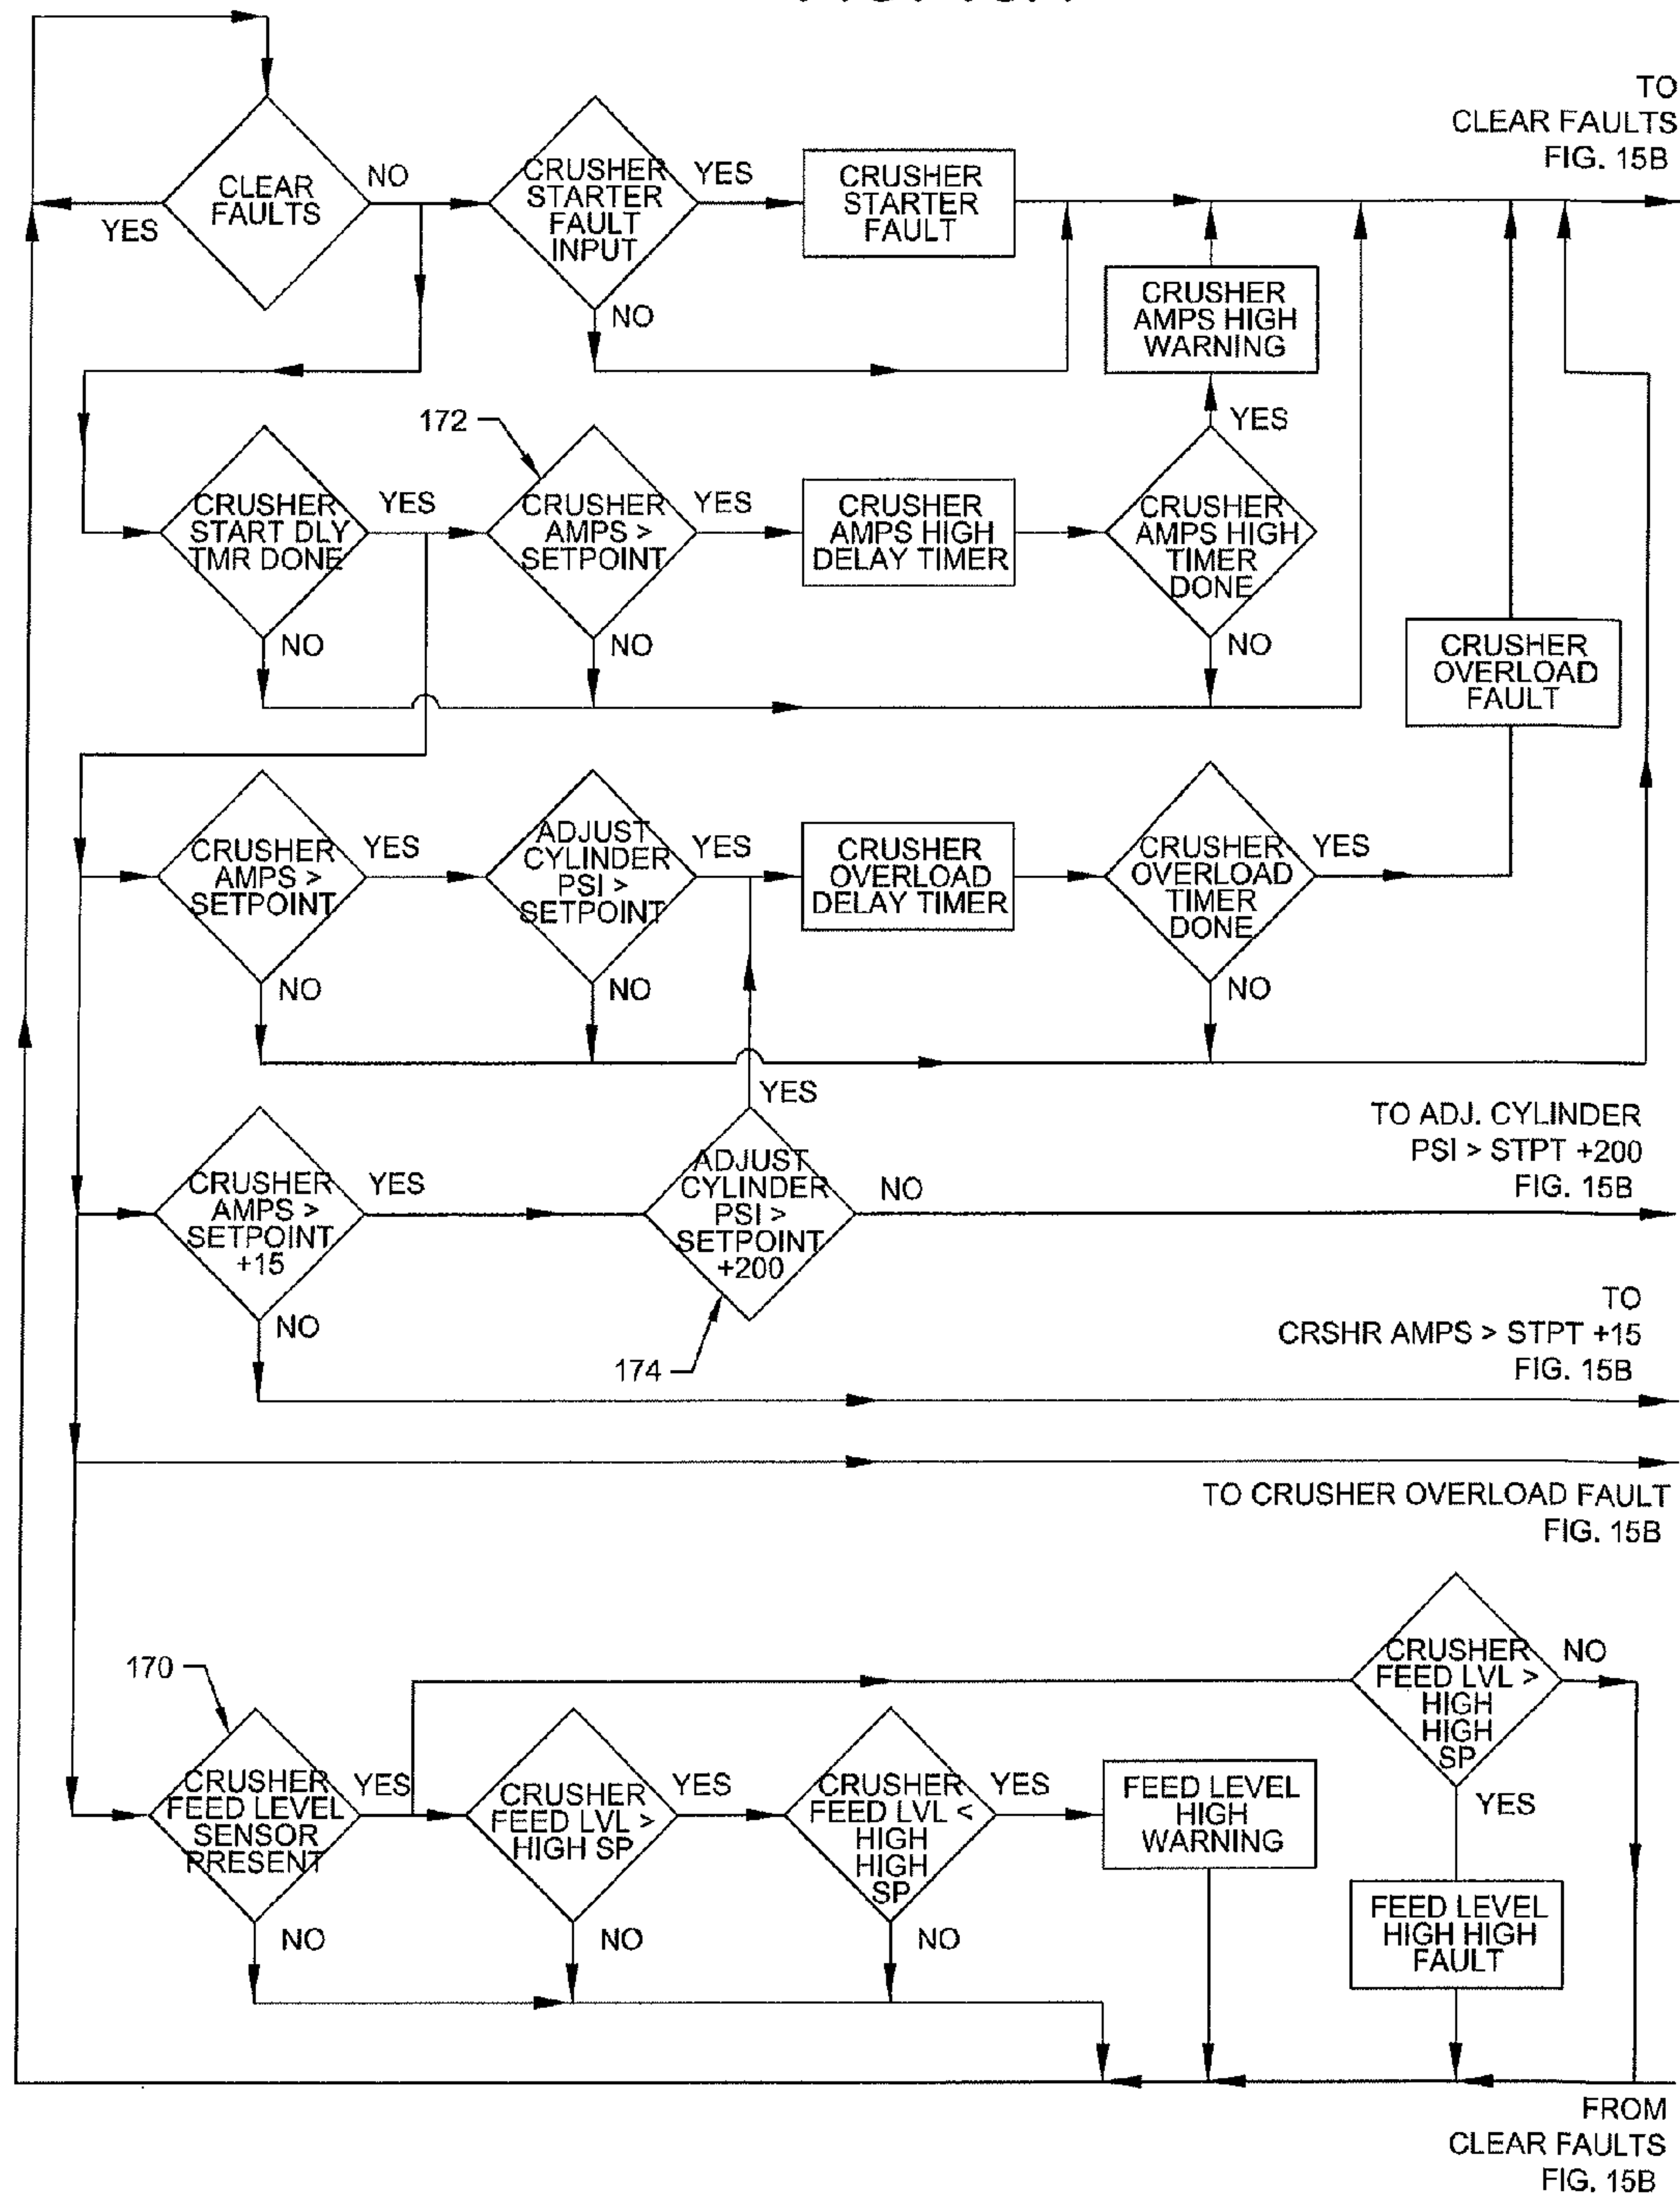 TO
CLEAR FAULTS
FIG. 15B
CLEAR
FAULTS
NO
YES
CRUSHER
STARTER
FAULT
INPUT
YES
NO
CRUSHER
STARTER
FAULT
CRUSHER
AMPS HIGH
WARNING
YES
172
CRUSHER
START DLY
TMR DONE
YES
NO
CRUSHER
AMPS >
SETPOINT
YES
NO
CRUSHER
AMPS HIGH
DELAY TIMER
CRUSHER
AMPS HIGH
TIMER
DONE
NO
CRUSHER
OVERLOAD
FAULT
CRUSHER
AMPS >
SETPOINT
YES
NO
ADJUST
CYLINDER
PSI >
SETPOINT
YES
NO
CRUSHER
OVERLOAD
DELAY TIMER
CRUSHER
OVERLOAD
TIMER
DONE
YES
NO
YES
CRUSHER
AMPS >
SETPOINT
+15
YES
NO
ADJUST
CYLINDER
PSI >
SETPOINT
+200
NO
174
TO ADJ. CYLINDER
PSI > STPT +200
FIG. 15B
TO
CRSHR AMPS > STPT +15
FIG. 15B
TO CRUSHER OVERLOAD FAULT
FIG. 15B
170
CRUSHER
FEED LEVEL
SENSOR
PRESENT
YES
NO
CRUSHER
FEED LVL >
HIGH SP
YES
NO
CRUSHER
FEED LVL <
HIGH
HIGH
SP
YES
NO
FEED LEVEL
HIGH
WARNING
CRUSHER
FEED LVL >
HIGH
HIGH
SP
NO
YES
FEED LEVEL
HIGH HIGH
FAULT
FROM
CLEAR FAULTS
FIG. 15B